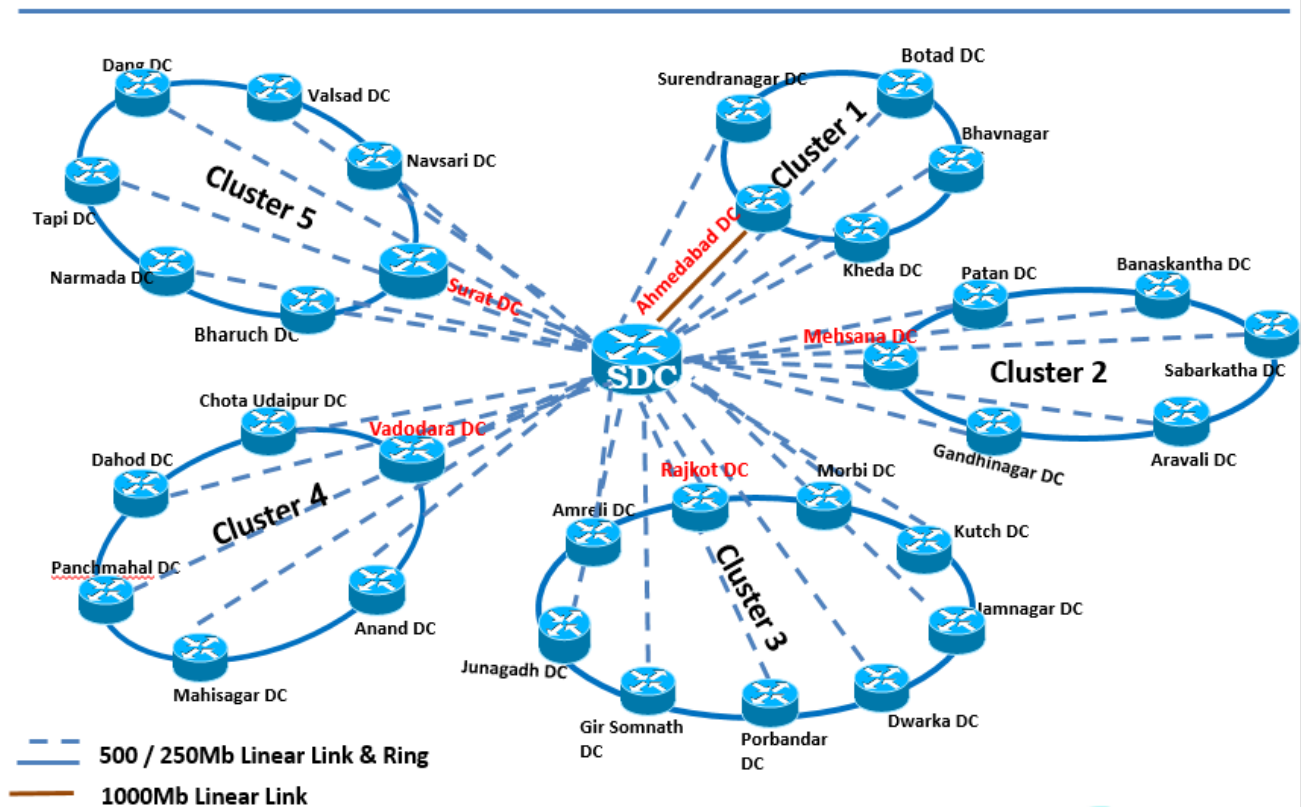 Dang DC
Valsad DC
Navsari DC
Cluster 5
Tapi DC
Narmada DC
Surat DC
Bharuch DC
Surendranagar DC
Botad DC
Cluster 1
Bhavnagar
Ahmedabad DC
Kheda DC
SDC
Patan DC
Banaskantha DC
Mehsana DC
Cluster 2
Sabarkatha DC
Gandhinagar DC
Aravali DC
Chota Udaipur DC
Vadodara DC
Dahod DC
Cluster 4
Panchmahal DC
Anand DC
Mahisagar DC
Rajkot DC
Morbi DC
Amreli DC
Kutch DC
Cluster 3
Jamnagar DC
Junagadh DC
Gir Somnath
DC
Porbandar
DC
Dwarka DC
500 / 250Mb Linear Link & Ring
1000Mb Linear Link